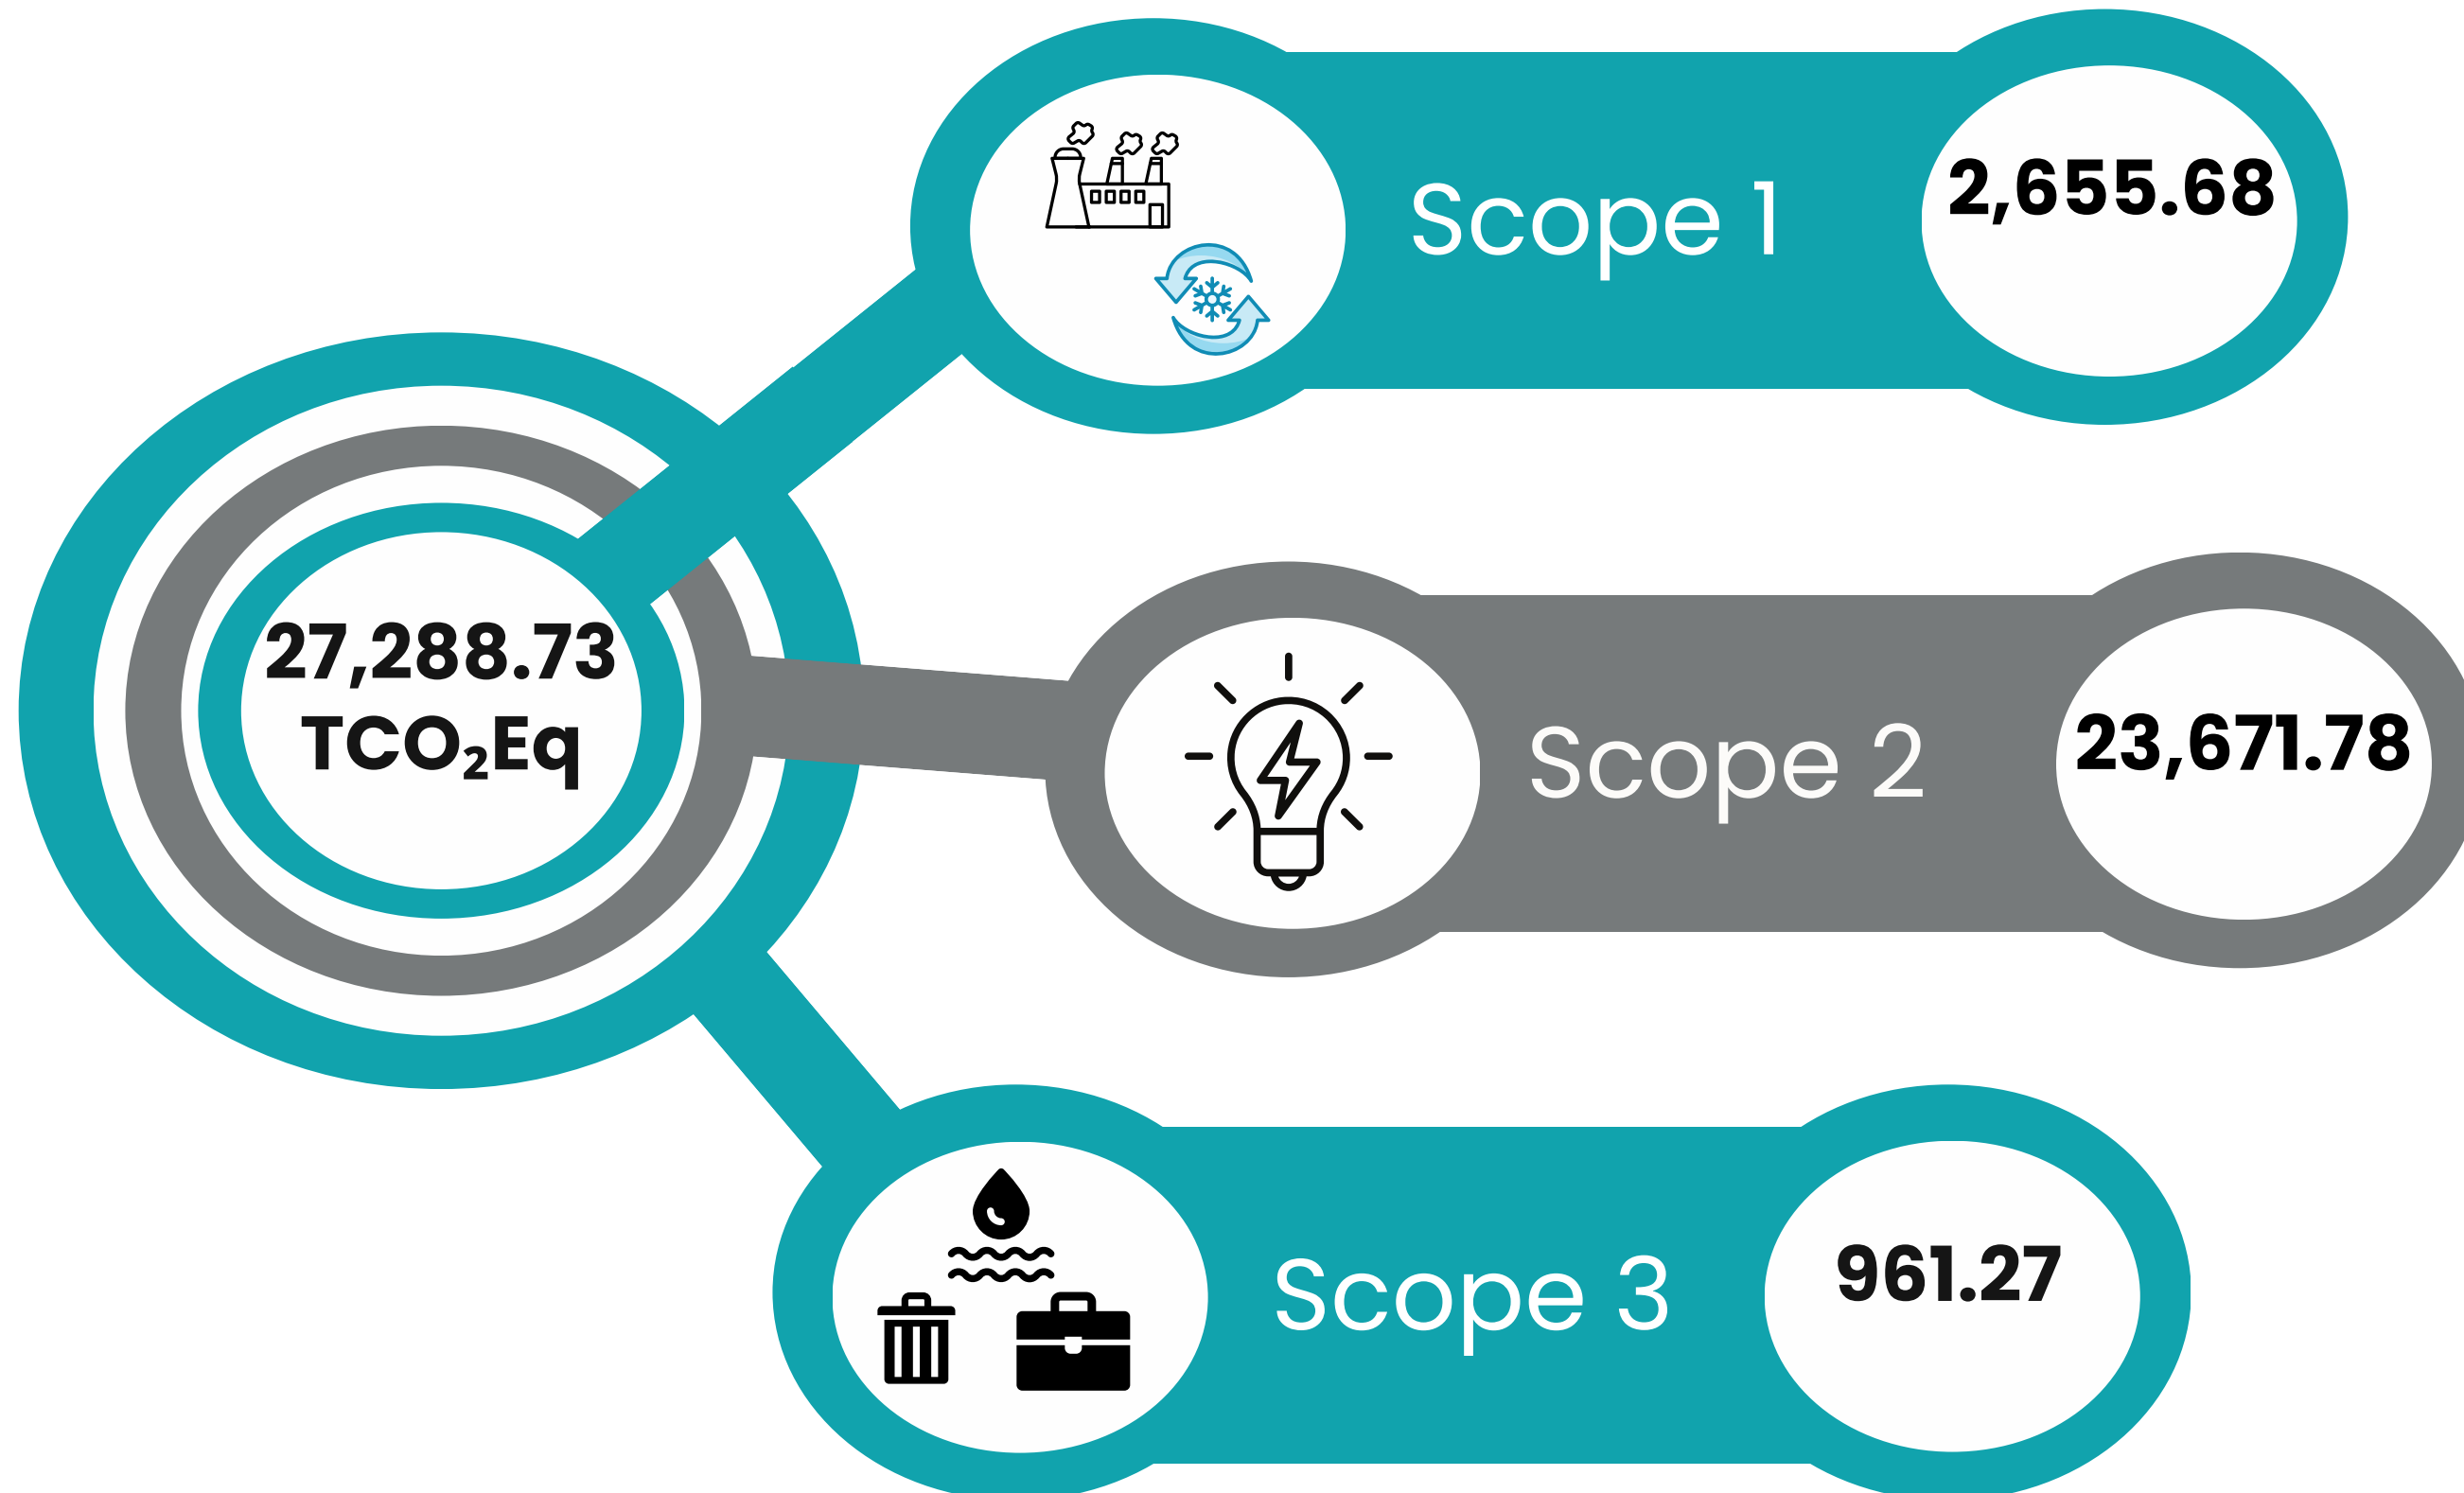 Scope 1
2,655.68
27,288.73
TCO₂Eq
Scope 2
23,671.78
Scope 3
961.27